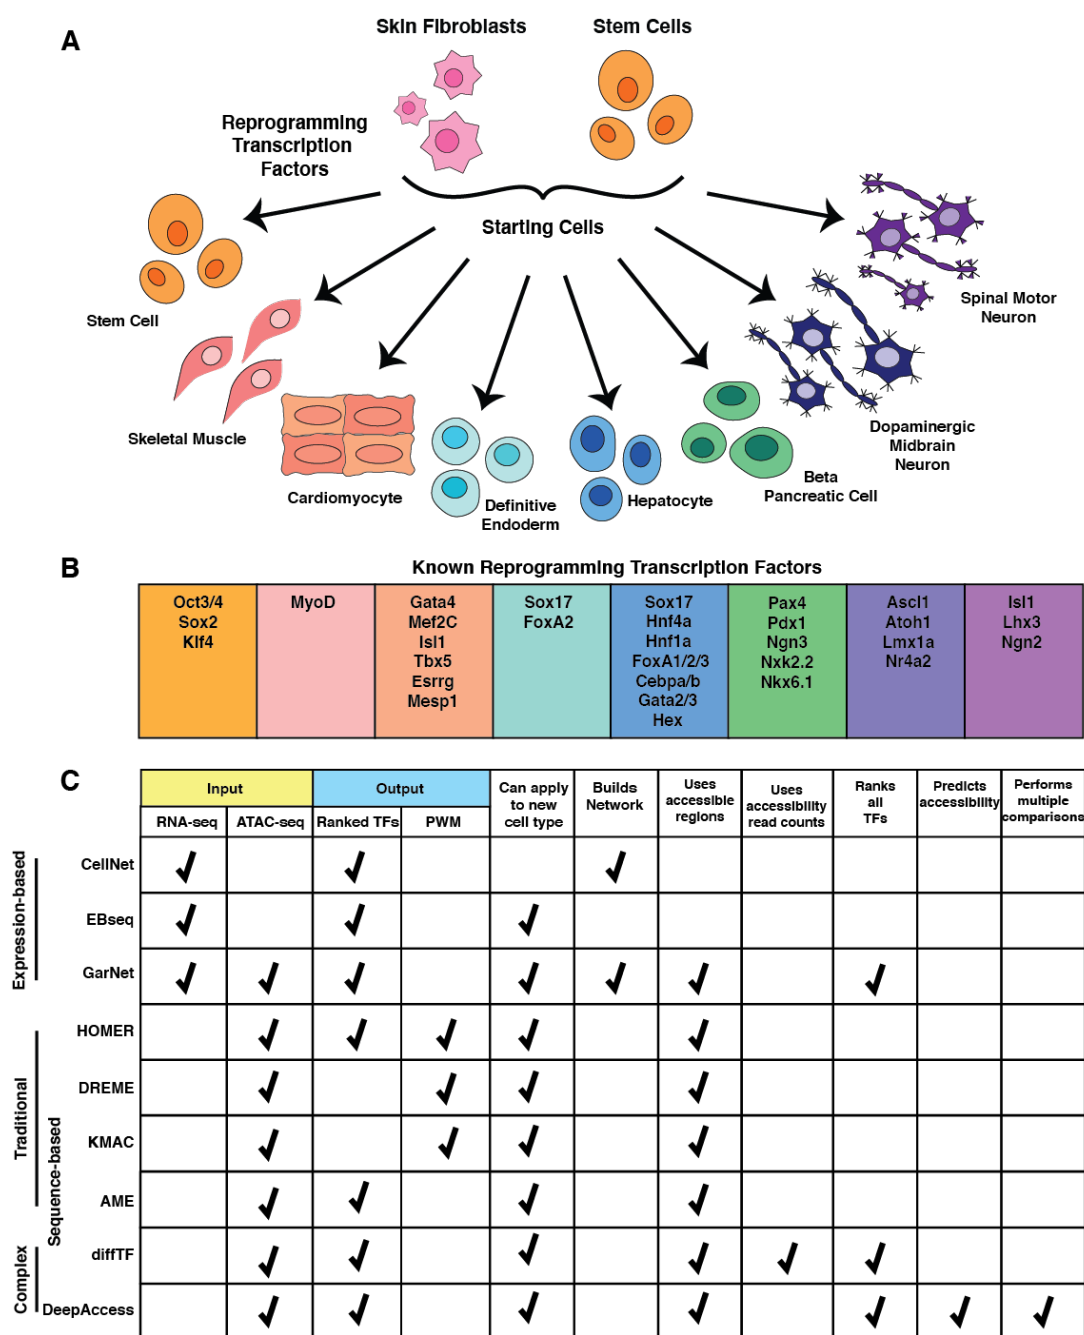 A
Skin Fibroblasts
Stem Cells
Reprogramming
Transcription
Factors
Starting Cells
Stem Cell
Skeletal Muscle
Cardiomyocyte
Definitive
Endoderm
Hepatocyte
Beta
Pancreatic Cell
Dopaminergic
Midbrain
Neuron
Spinal Motor
Neuron
B
Known Reprogramming Transcription Factors
Oct3/4
Sox2
Klf4
MyoD
Gata4
Mef2C
Isl1
Tbx5
Esrrg
Mesp1
Sox17
FoxA2
Sox17
Hnf4a
Hnf1a
FoxA1/2/3
Cebpa/b
Gata2/3
Hex
Pax4
Pdx1
Ngn3
Nxk2.2
Nkx6.1
Ascl1
Atoh1
Lmx1a
Nr4a2
Isl1
Lhx3
Ngn2
C
Input
Output
RNA-seq
ATAC-seq
Ranked TFs
PWM
Can apply
to new
cell type
Builds
Network
Uses
accessible
regions
Uses
accessibility
read counts
Ranks
all
TFs
Predicts
accessibility
Performs
multiple
comparisons
Expression-based
CellNet
EBseq
GarNet
Sequence-based
Traditional
HOMER
DREME
KMAC
AME
Complex
diffTF
DeepAccess